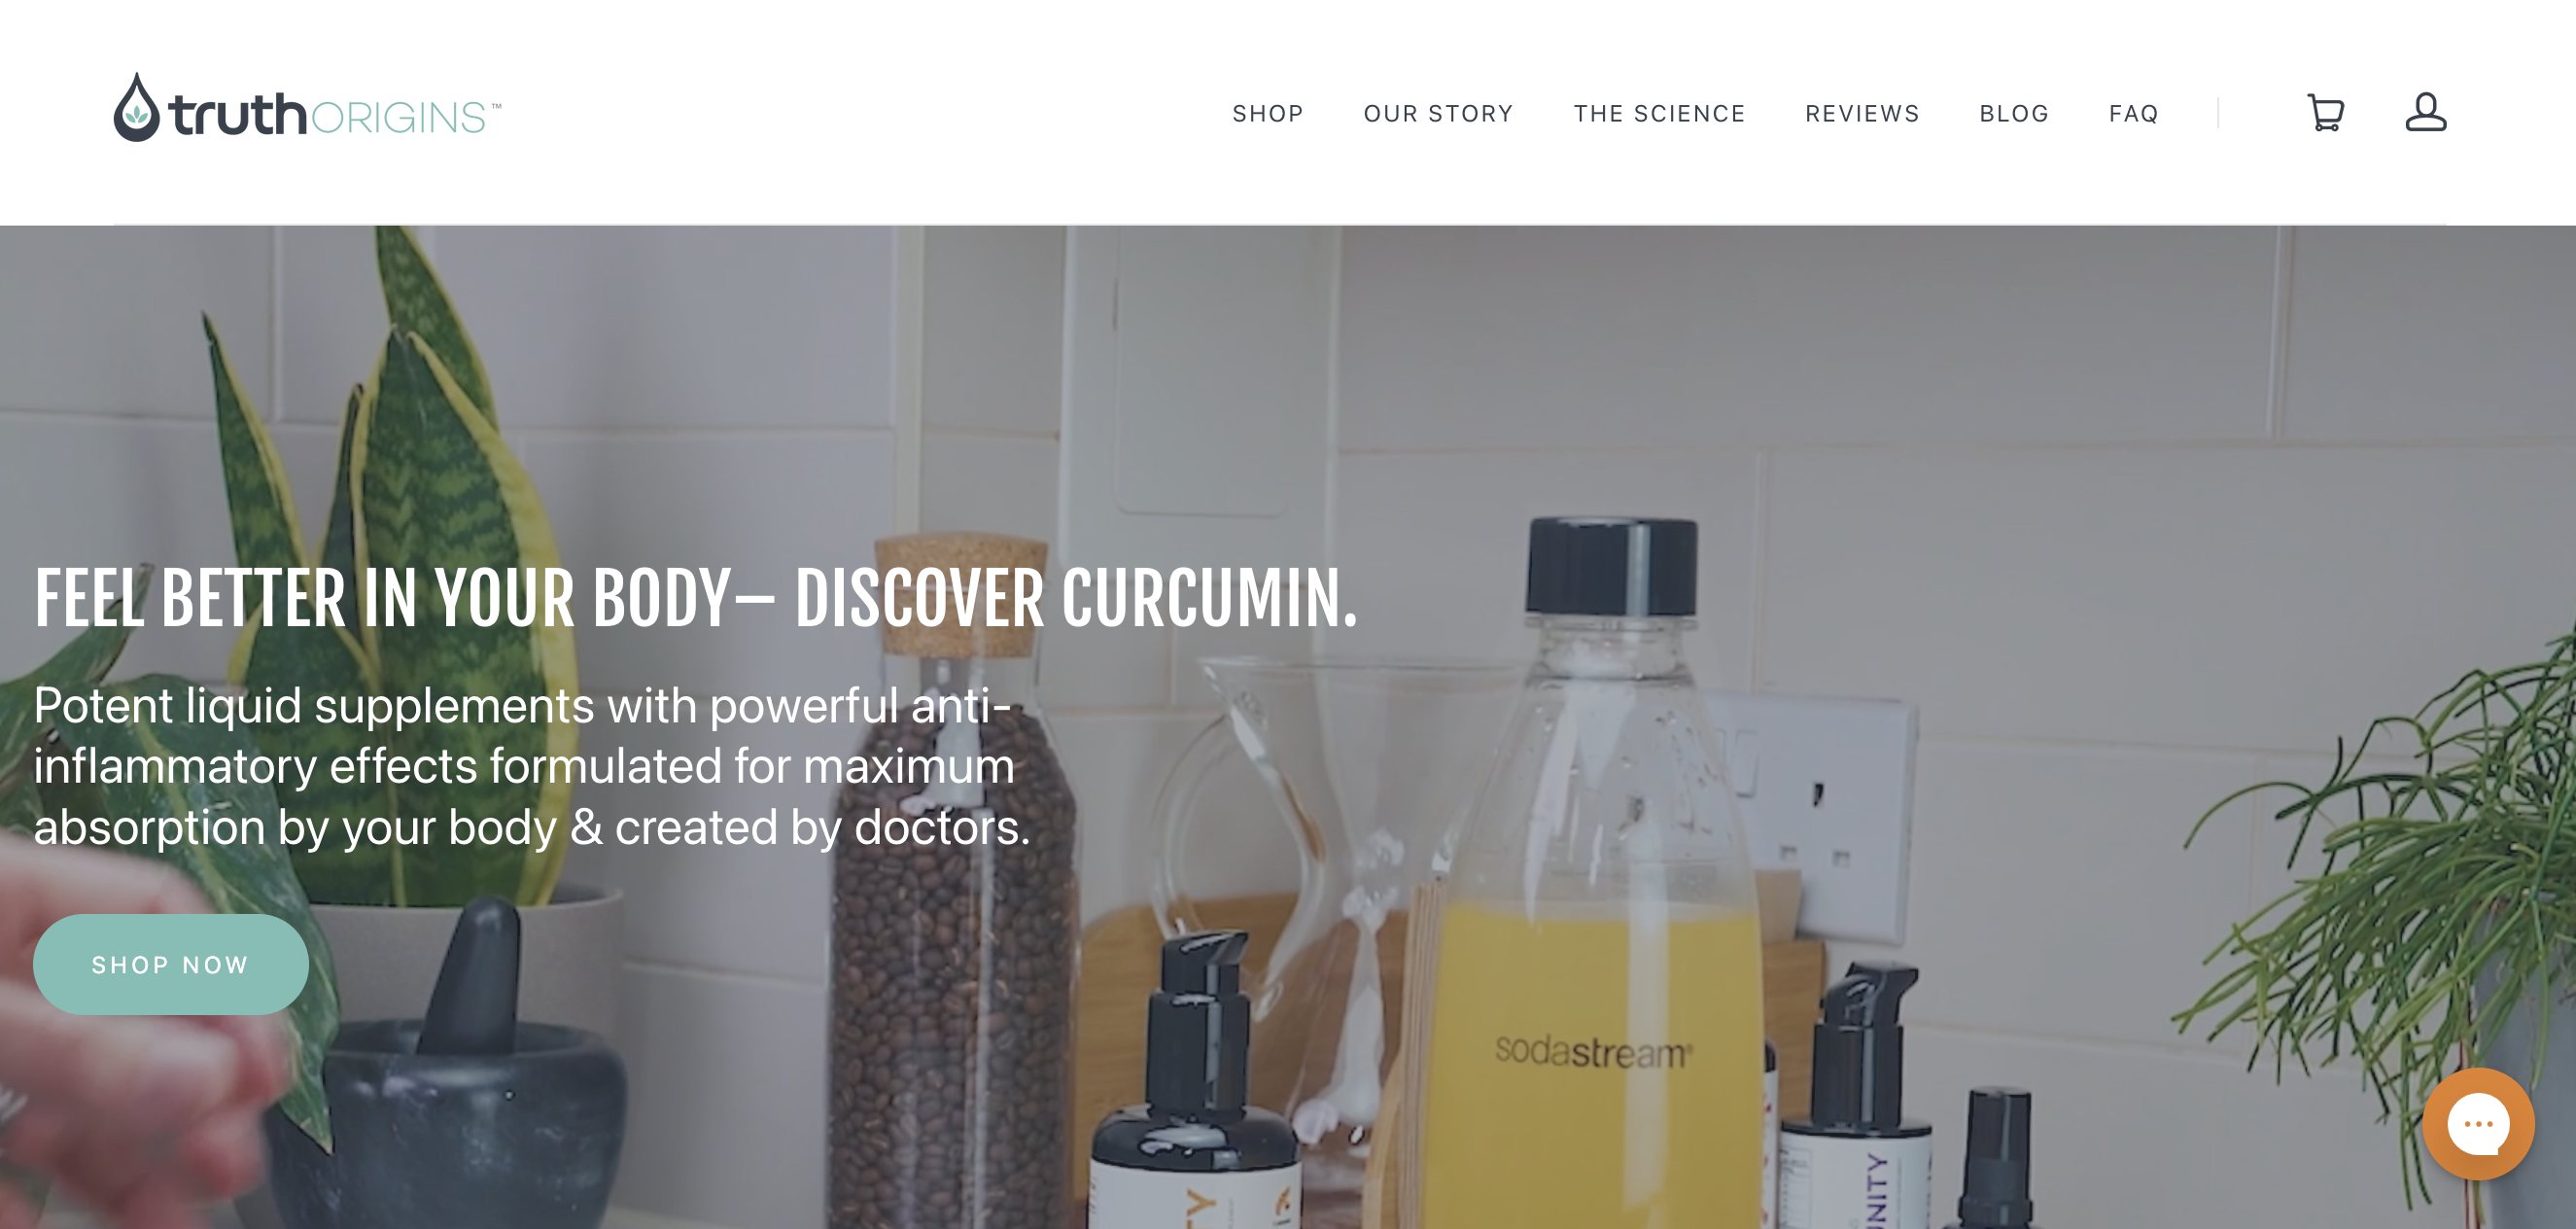 truthORIGINS™
SHOP OUR STORY THE SCIENCE REVIEWS BLOG FAQ
FEEL BETTER IN YOUR BODY– DISCOVER CURCUMIN.
Potent liquid supplements with powerful anti-
inflammatory effects formulated for maximum
absorption by your body & created by doctors.
SHOP NOW
sodastream®